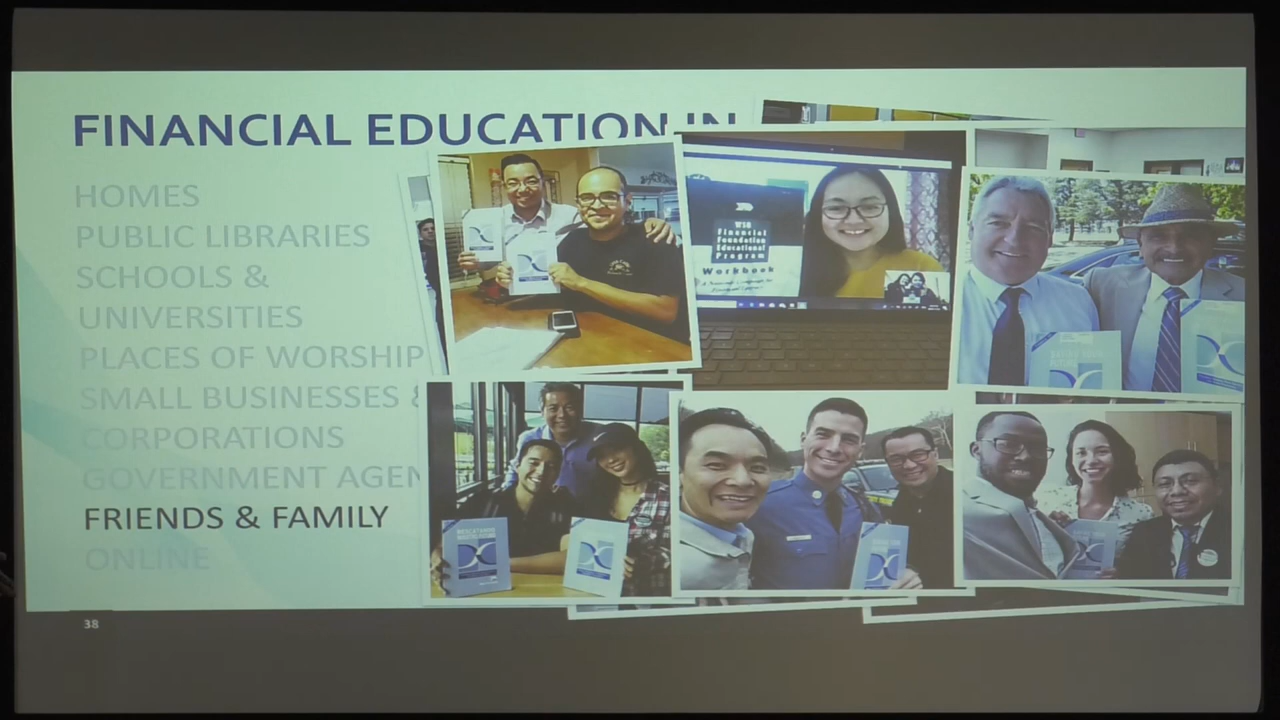 FINANCIAL EDUCATION IN
HOMES
PUBLIC LIBRARIES
SCHOOLS &
UNIVERSITIES
PLACES OF WORSHIP
SMALL BUSINESSES &
CORPORATIONS
GOVERNMENT AGEN
FRIENDS & FAMILY
ONLINE
WSB
Financial
Foundation
Educational
Program
Workbook
38